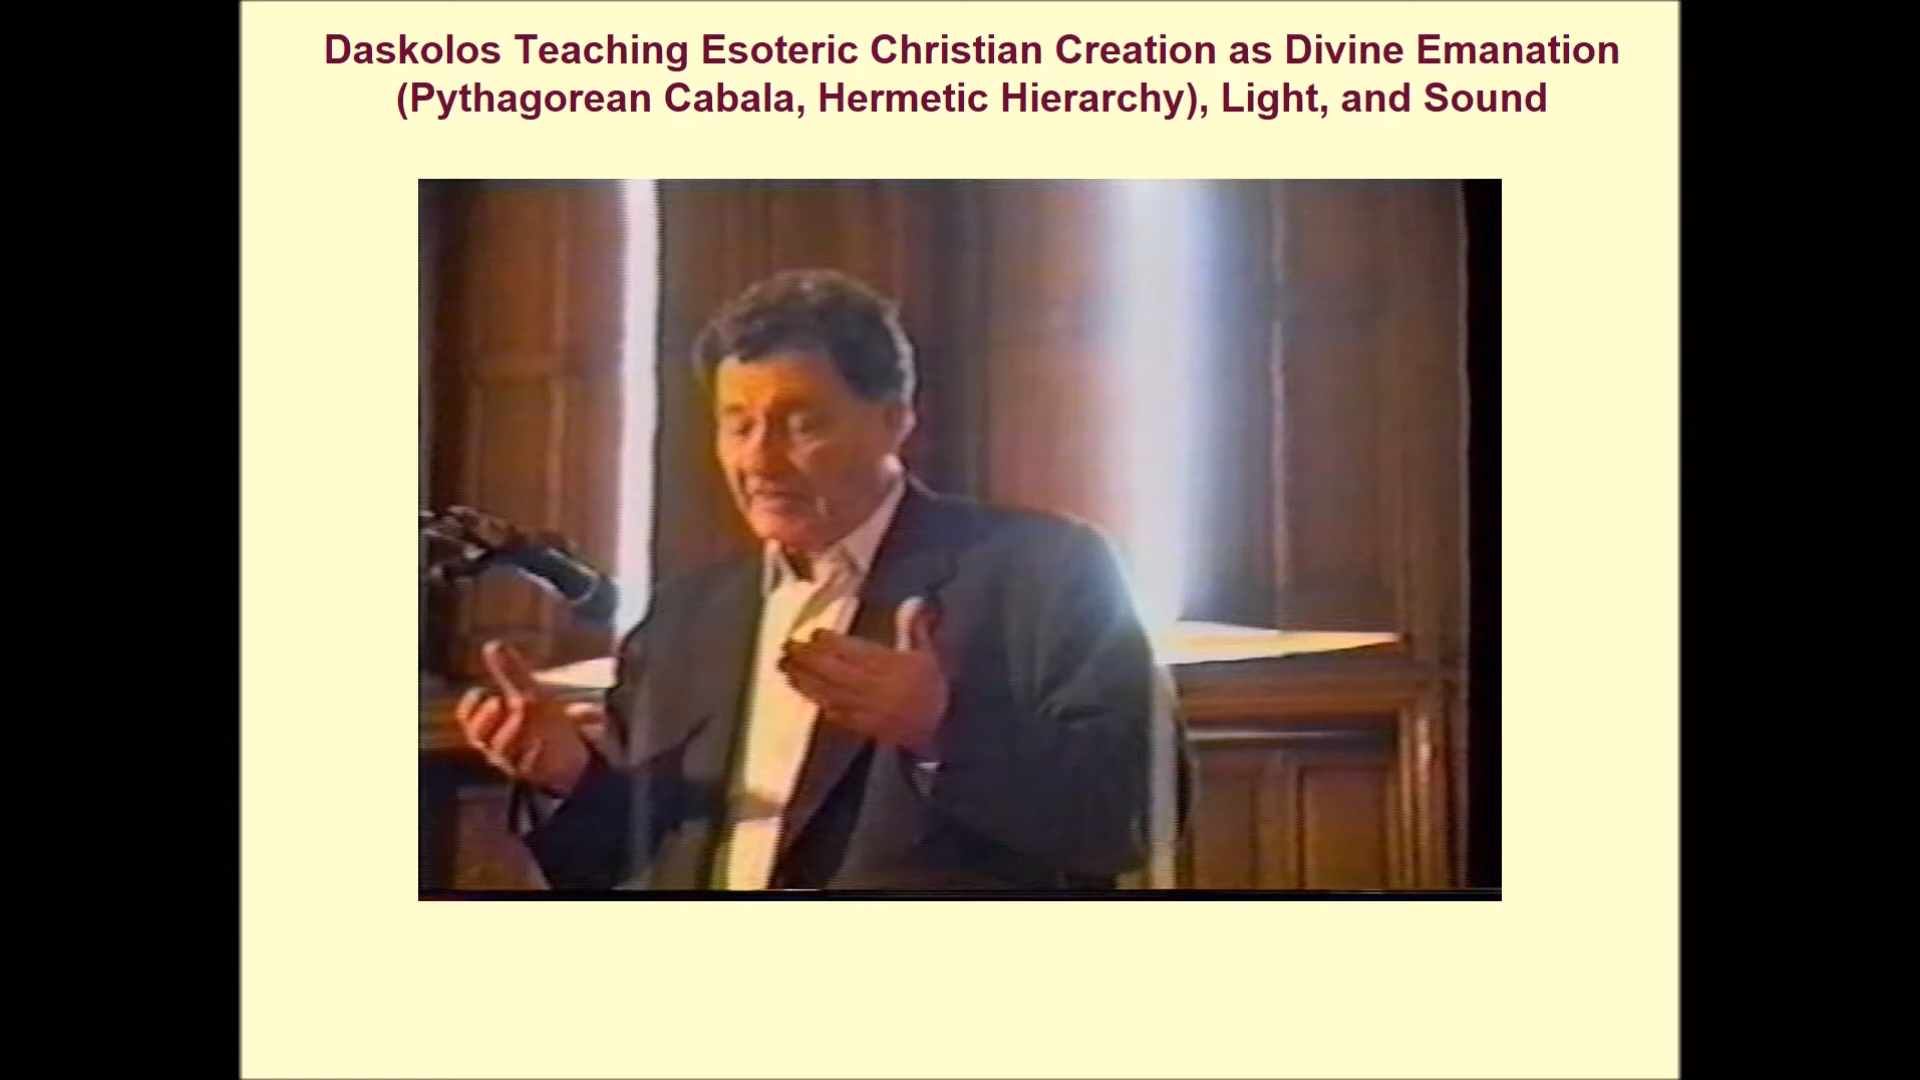 Daskolos Teaching Esoteric Christian Creation as Divine Emanation
(Pythagorean Cabala, Hermetic Hierarchy), Light, and Sound